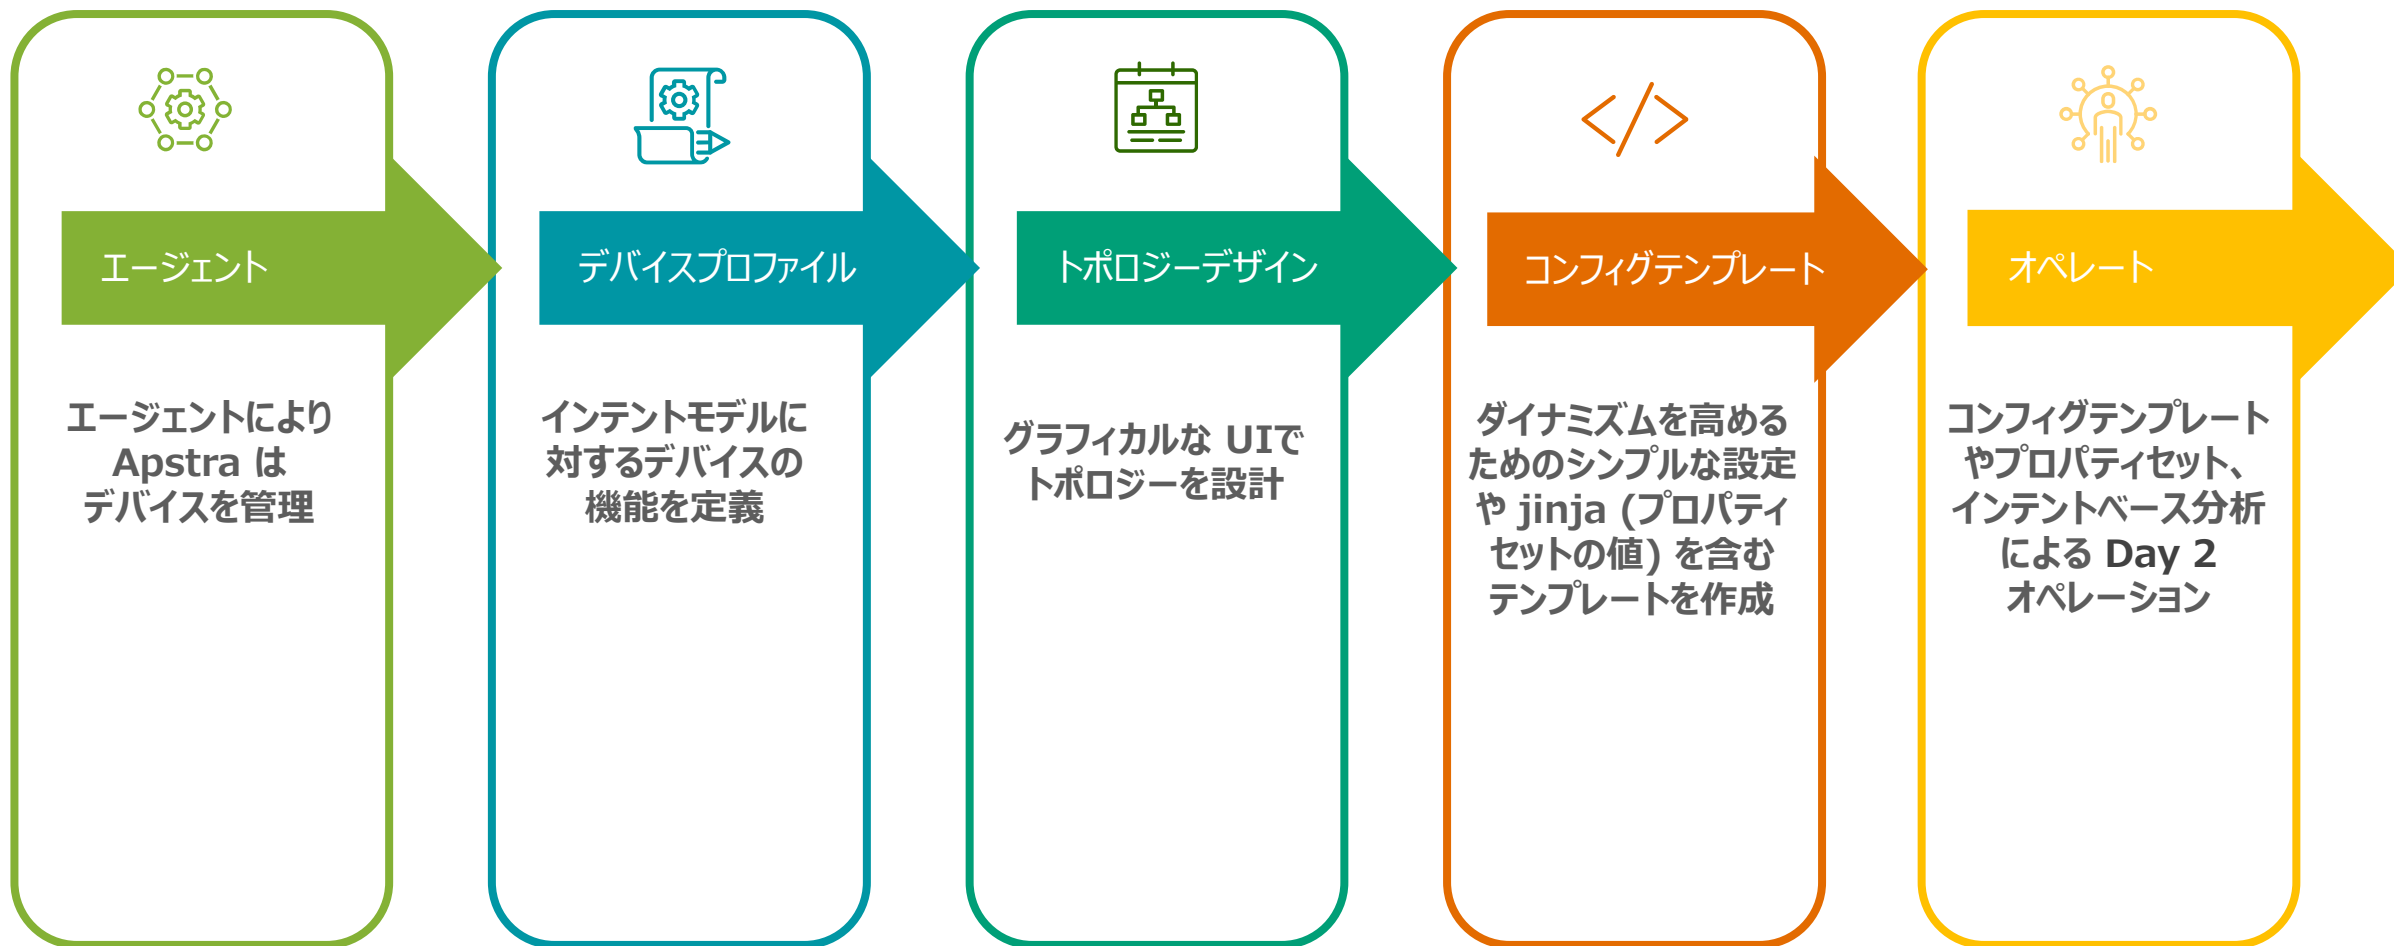 エージェント
エージェントにより
Apstra は
デバイスを管理
デバイスプロファイル
インテントモデルに
対するデバイスの
機能を定義
トポロジーデザイン
グラフィカルな UIで
トポロジーを設計
コンフィグテンプレート
ダイナミズムを高める
ためのシンプルな設定
や jinja (プロパティ
セットの値) を含む
テンプレートを作成
オペレート
コンフィグテンプレート
やプロパティセット、
インテントベース分析
による Day 2
オペレーション